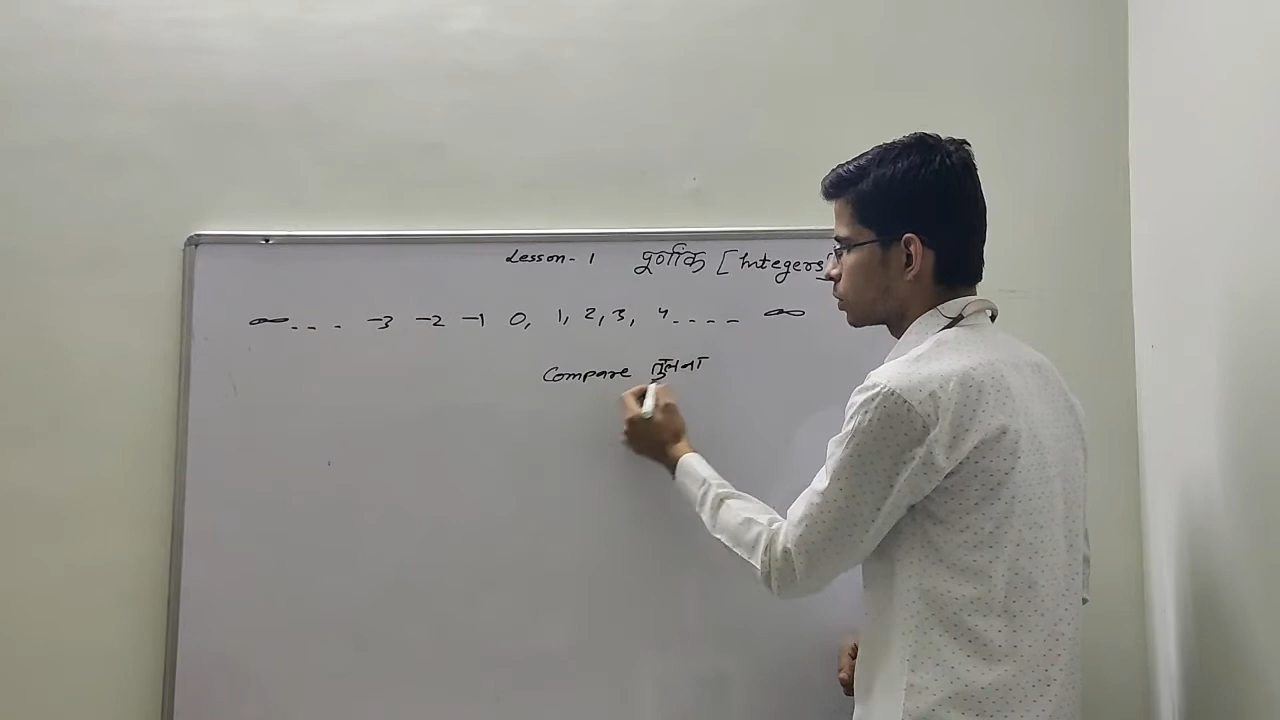 Lesson-1 पूर्णांक [Integers]
∞... -3 -2 -1 0, 1, 2, 3, 4.... ∞
Compare तुलना